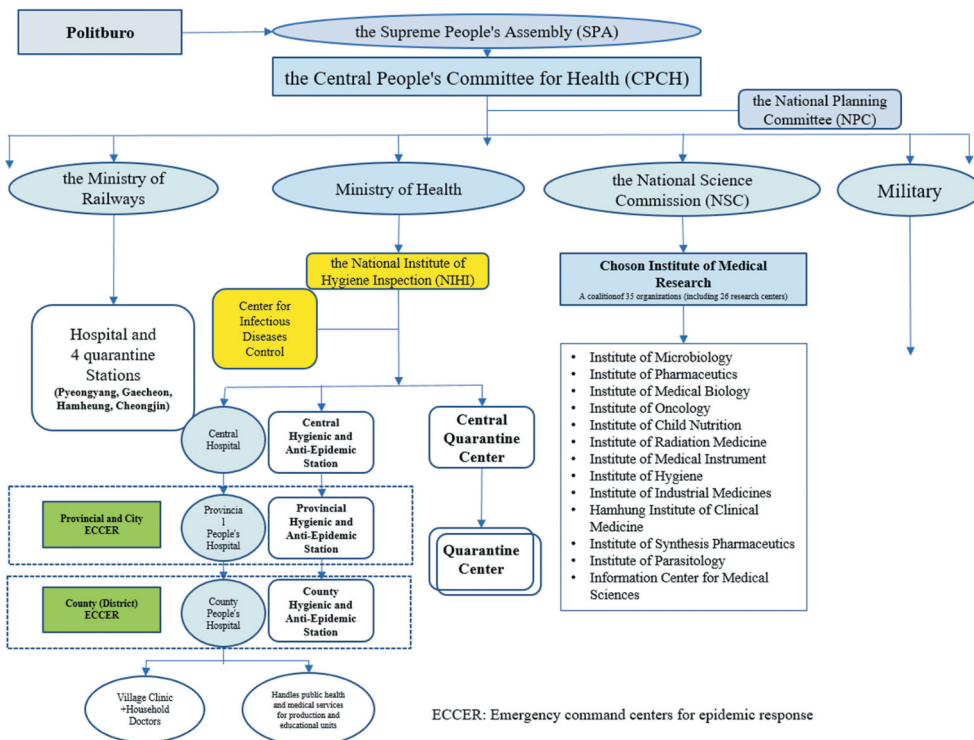 Politburo
the Supreme People's Assembly (SPA)
the Central People's Committee for Health (CPCH)
the National Planning
Committee (NPC)
the Ministry of
Railways
Ministry of Health
the National Science
Commission (NSC)
Military
the National Institute of
Hygiene Inspection (NIHI)
Choson Institute of Medical
Research
A coalitionof 35 organizations (including 26 research centers)
Center for
Infectious
Diseases
Control
Hospital and
4 quarantine
Stations
(Pyeongyang, Gaecheon,
Hamheung, Cheongjin)
Institute of Microbiology
Institute of Pharmaceutics
Institute of Medical Biology
Institute of Oncology
Institute of Child Nutrition
Institute of Radiation Medicine
Institute of Medical Instrument
Institute of Hygiene
Institute of Industrial Medicines
Hamhung Institute of Clinical
Medicine
Institute of Synthesis Pharmaceutics
Institute of Parasitology
Information Center for Medical
Sciences
Central
Hospital
Central
Hygienic and
Anti-Epidemic
Station
Central
Quarantine
Center
Provincial and City
ECCER
Provincia
l
People's
Hospital
Provincial
Hygienic and
Anti-Epidemic
Station
Quarantine
Center
County (District)
ECCER
County
People's
Hospital
County
Hygienic and
Anti-Epidemic
Station
Village Clinic
+Household
Doctors
Handles public health
and medical services
for production and
educational units
ECCER: Emergency command centers for epidemic response